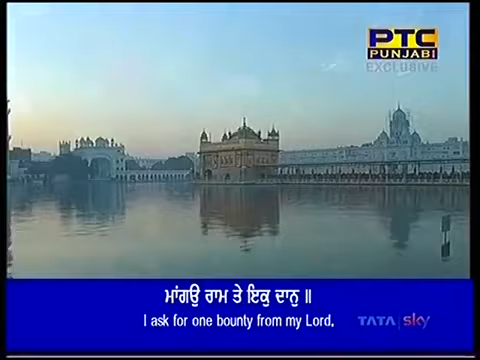 PTC
PUNJABI
EXCLUSIVE
ਮਾਂਗਉ ਰਾਮ ਤੇ ਇਕੁ ਦਾਨੁ ॥
I ask for one bounty from my Lord.
TATA sky